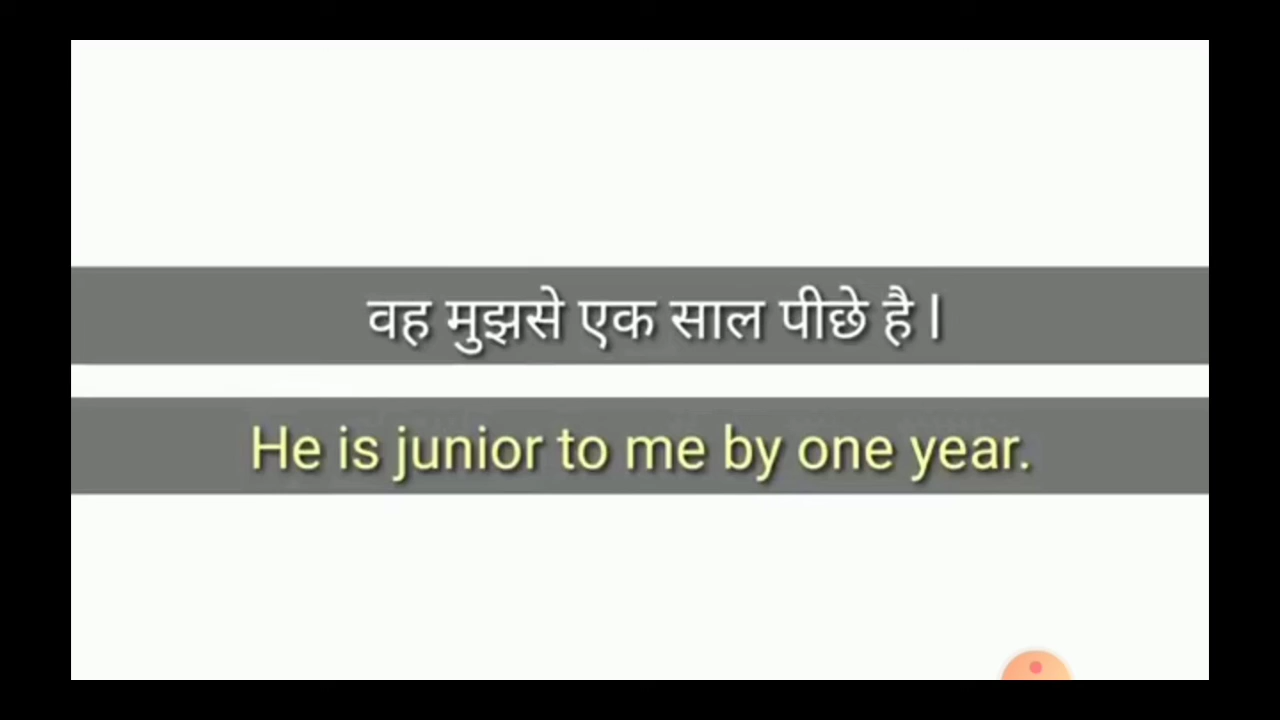 वह मुझसे एक साल पीछे है।
He is junior to me by one year.